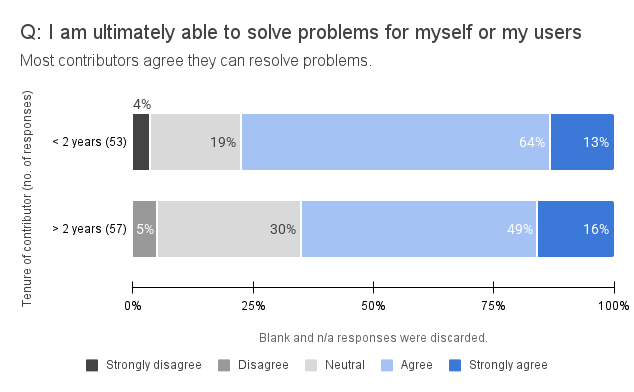 Q: I am ultimately able to solve problems for myself or my users
Most contributors agree they can resolve problems.
Tenure of contributor (no. of responses)
4%
< 2 years (53)
19%
64%
13%
> 2 years (57)
5%
30%
49%
16%
0%
25%
50%
75%
100%
Blank and n/a responses were discarded.
Strongly disagree
Disagree
Neutral
Agree
Strongly agree